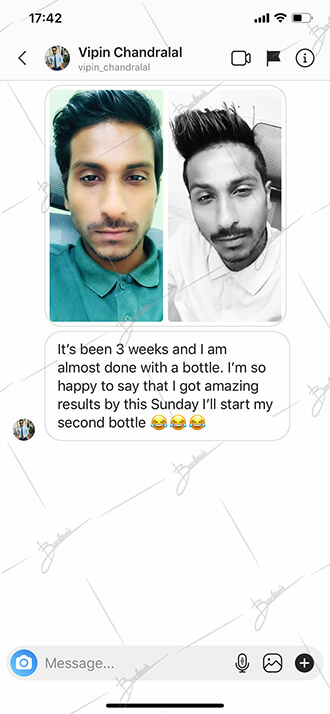 17:42
Vipin Chandralal
vipin_chandralal
It's been 3 weeks and I am
almost done with a bottle. I'm so
happy to say that I got amazing
results by this Sunday I'll start my
second bottle 😂😂😂
Message...